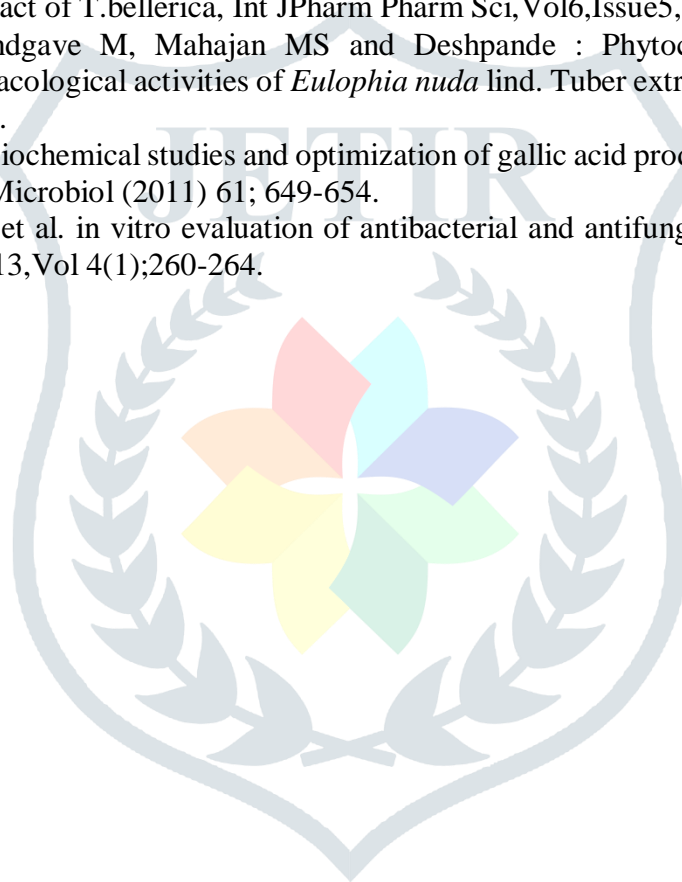 act of T.bellerica, Int JPharm Pharm Sci,Vol6,Issue5,
ndgave M, Mahajan MS and Deshpande : Phytoc
acological activities of Eulophia nuda lind. Tuber extr
.
iochemical studies and optimization of gallic acid proc
Microbiol (2011) 61; 649-654.
et al. in vitro evaluation of antibacterial and antifung
13,Vol 4(1);260-264.
JETIR